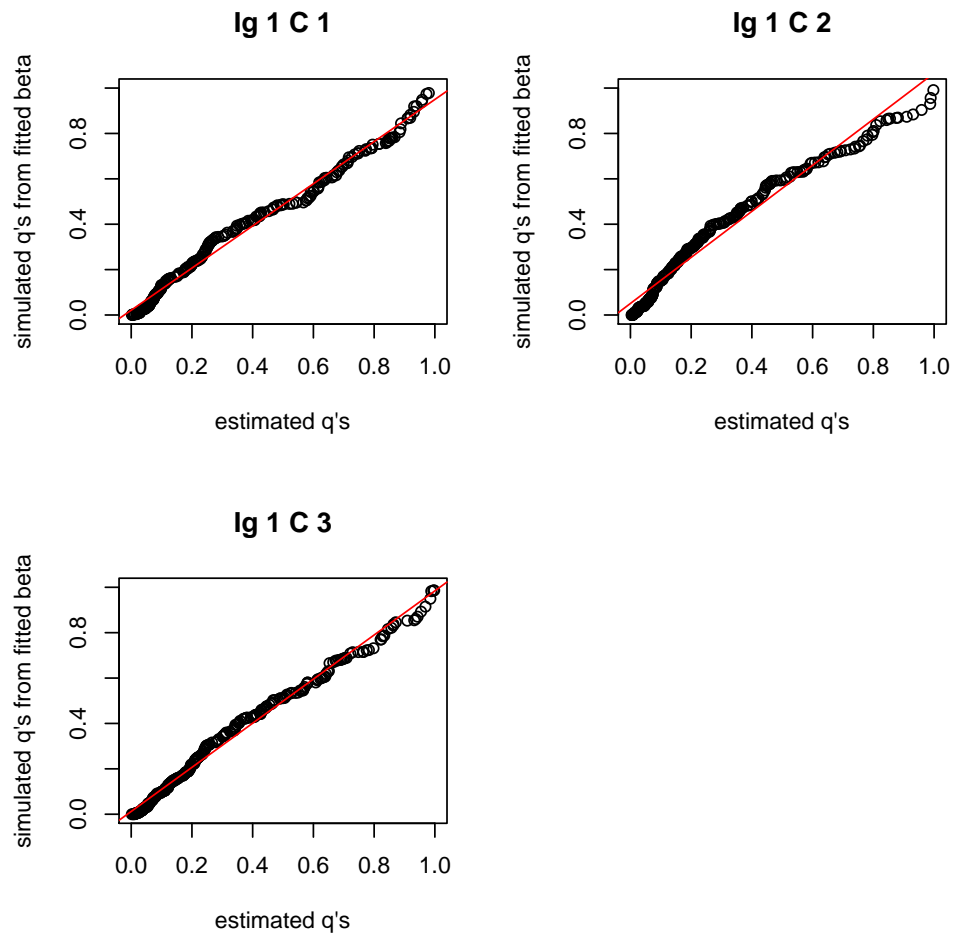 Ig 1 C 1
simulated q's from fitted beta
0.8
0.4
0.0
0.0 0.2 0.4 0.6 0.8 1.0
estimated q's
Ig 1 C 2
simulated q's from fitted beta
0.8
0.4
0.0
0.0 0.2 0.4 0.6 0.8 1.0
estimated q's
Ig 1 C 3
simulated q's from fitted beta
0.8
0.4
0.0
0.0 0.2 0.4 0.6 0.8 1.0
estimated q's